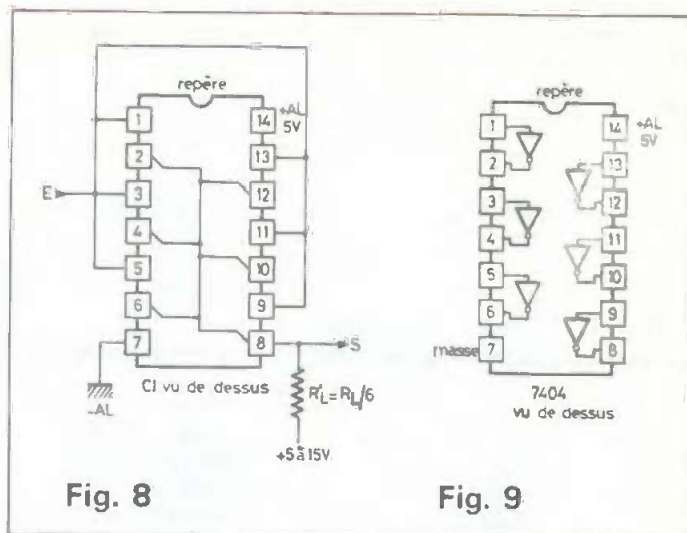 repère
1
14
+AL
5V
2
13
E
3
12
4
11
5
10
6
9
7
8
S
-AL
CI vu de dessus
R'L = RL/6
+5 à 15V
Fig. 8
repère
1
14
+AL
5V
2
13
3
12
4
11
5
10
6
9
masse
7
8
7404
vu de dessus
Fig. 9